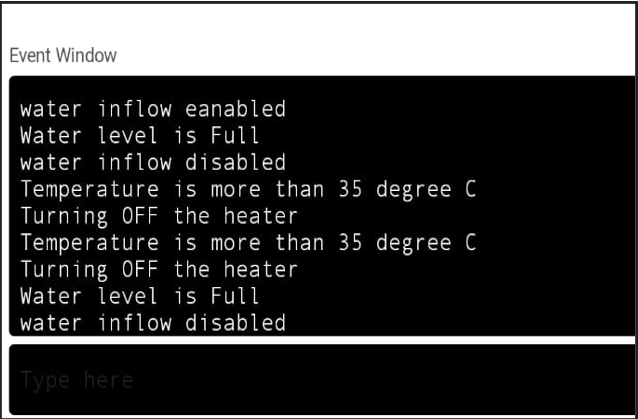 Event Window
water inflow eanabled
Water level is Full
water inflow disabled
Temperature is more than 35 degree C
Turning OFF the heater
Temperature is more than 35 degree C
Turning OFF the heater
Water level is Full
water inflow disabled
Type here